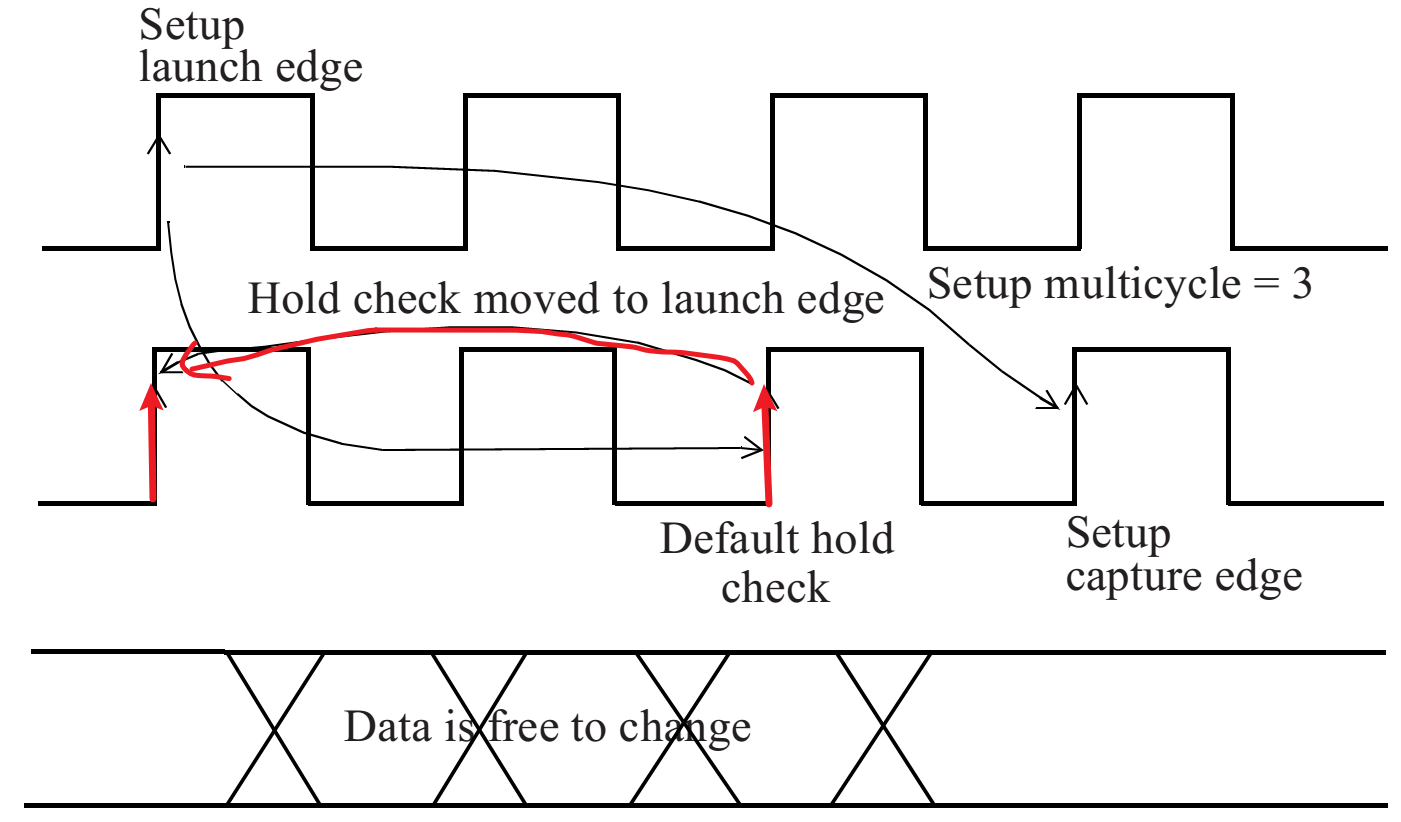 Setup
launch edge
Setup multicycle = 3
Hold check moved to launch edge
Default hold
check
Setup
capture edge
Data is free to change